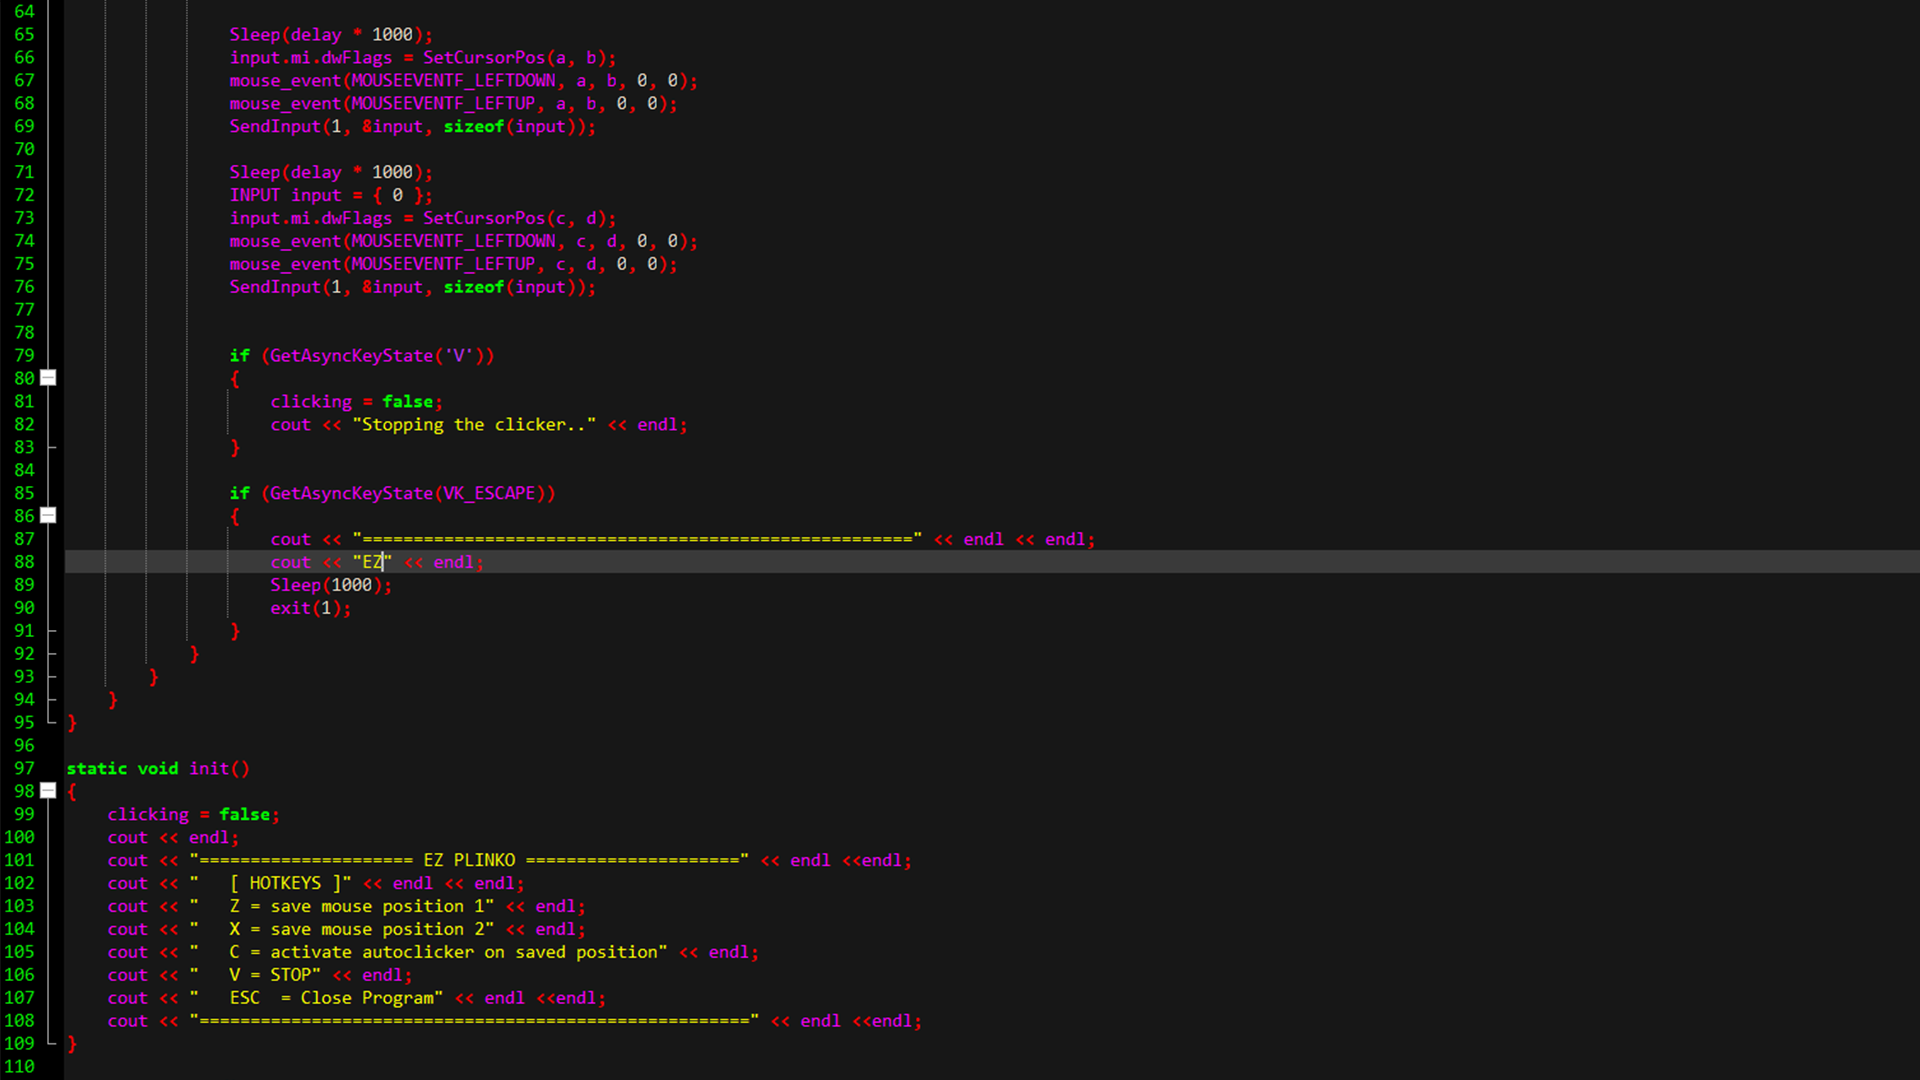 64
65 Sleep(delay * 1000);
66 input.mi.dwFlags = SetCursorPos(a, b);
67 mouse_event(MOUSEEVENTF_LEFTDOWN, a, b, 0, 0);
68 mouse_event(MOUSEEVENTF_LEFTUP, a, b, 0, 0);
69 SendInput(1, &input, sizeof(input));
70
71 Sleep(delay * 1000);
72 INPUT input = { 0 };
73 input.mi.dwFlags = SetCursorPos(c, d);
74 mouse_event(MOUSEEVENTF_LEFTDOWN, c, d, 0, 0);
75 mouse_event(MOUSEEVENTF_LEFTUP, c, d, 0, 0);
76 SendInput(1, &input, sizeof(input));
77
78
79 if (GetAsyncKeyState('V'))
80 {
81 clicking = false;
82 cout << "Stopping the clicker.." << endl;
83 }
84
85 if (GetAsyncKeyState(VK_ESCAPE))
86 {
87 cout << "======================================================" << endl << endl;
88 cout << "EZ" << endl;
89 Sleep(1000);
90 exit(1);
91 }
92 }
93 }
94 }
95 }
96
97 static void init()
98 {
99 clicking = false;
100 cout << endl;
101 cout << "===================== EZ PLINKO =====================" << endl <<endl;
102 cout << "   [ HOTKEYS ]" << endl << endl;
103 cout << "   Z = save mouse position 1" << endl;
104 cout << "   X = save mouse position 2" << endl;
105 cout << "   C = activate autoclicker on saved position" << endl;
106 cout << "   V = STOP" << endl;
107 cout << "   ESC  = Close Program" << endl <<endl;
108 cout << "======================================================" << endl <<endl;
109 }
110